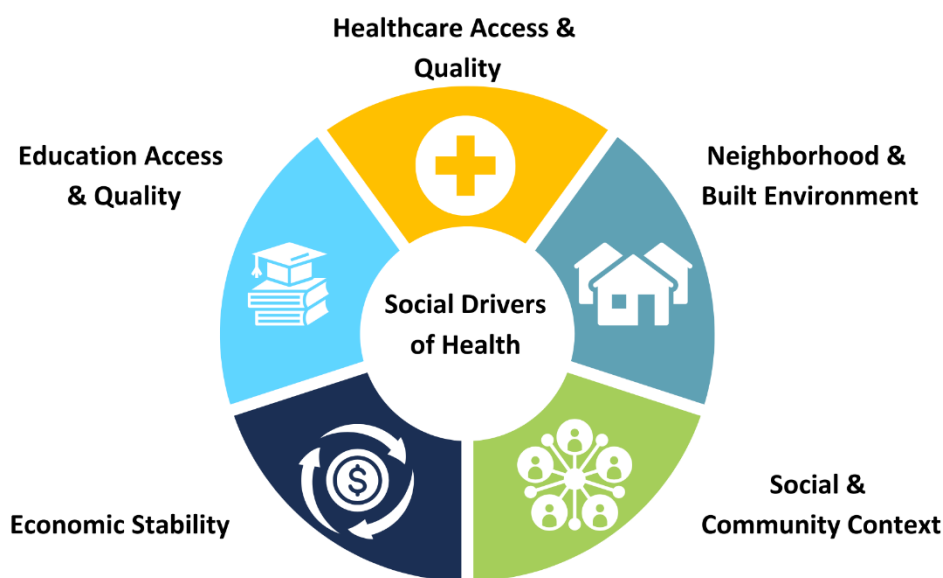 Healthcare Access &
Quality
Education Access
& Quality
Neighborhood &
Built Environment
Social Drivers
of Health
$
Economic Stability
Social &
Community Context